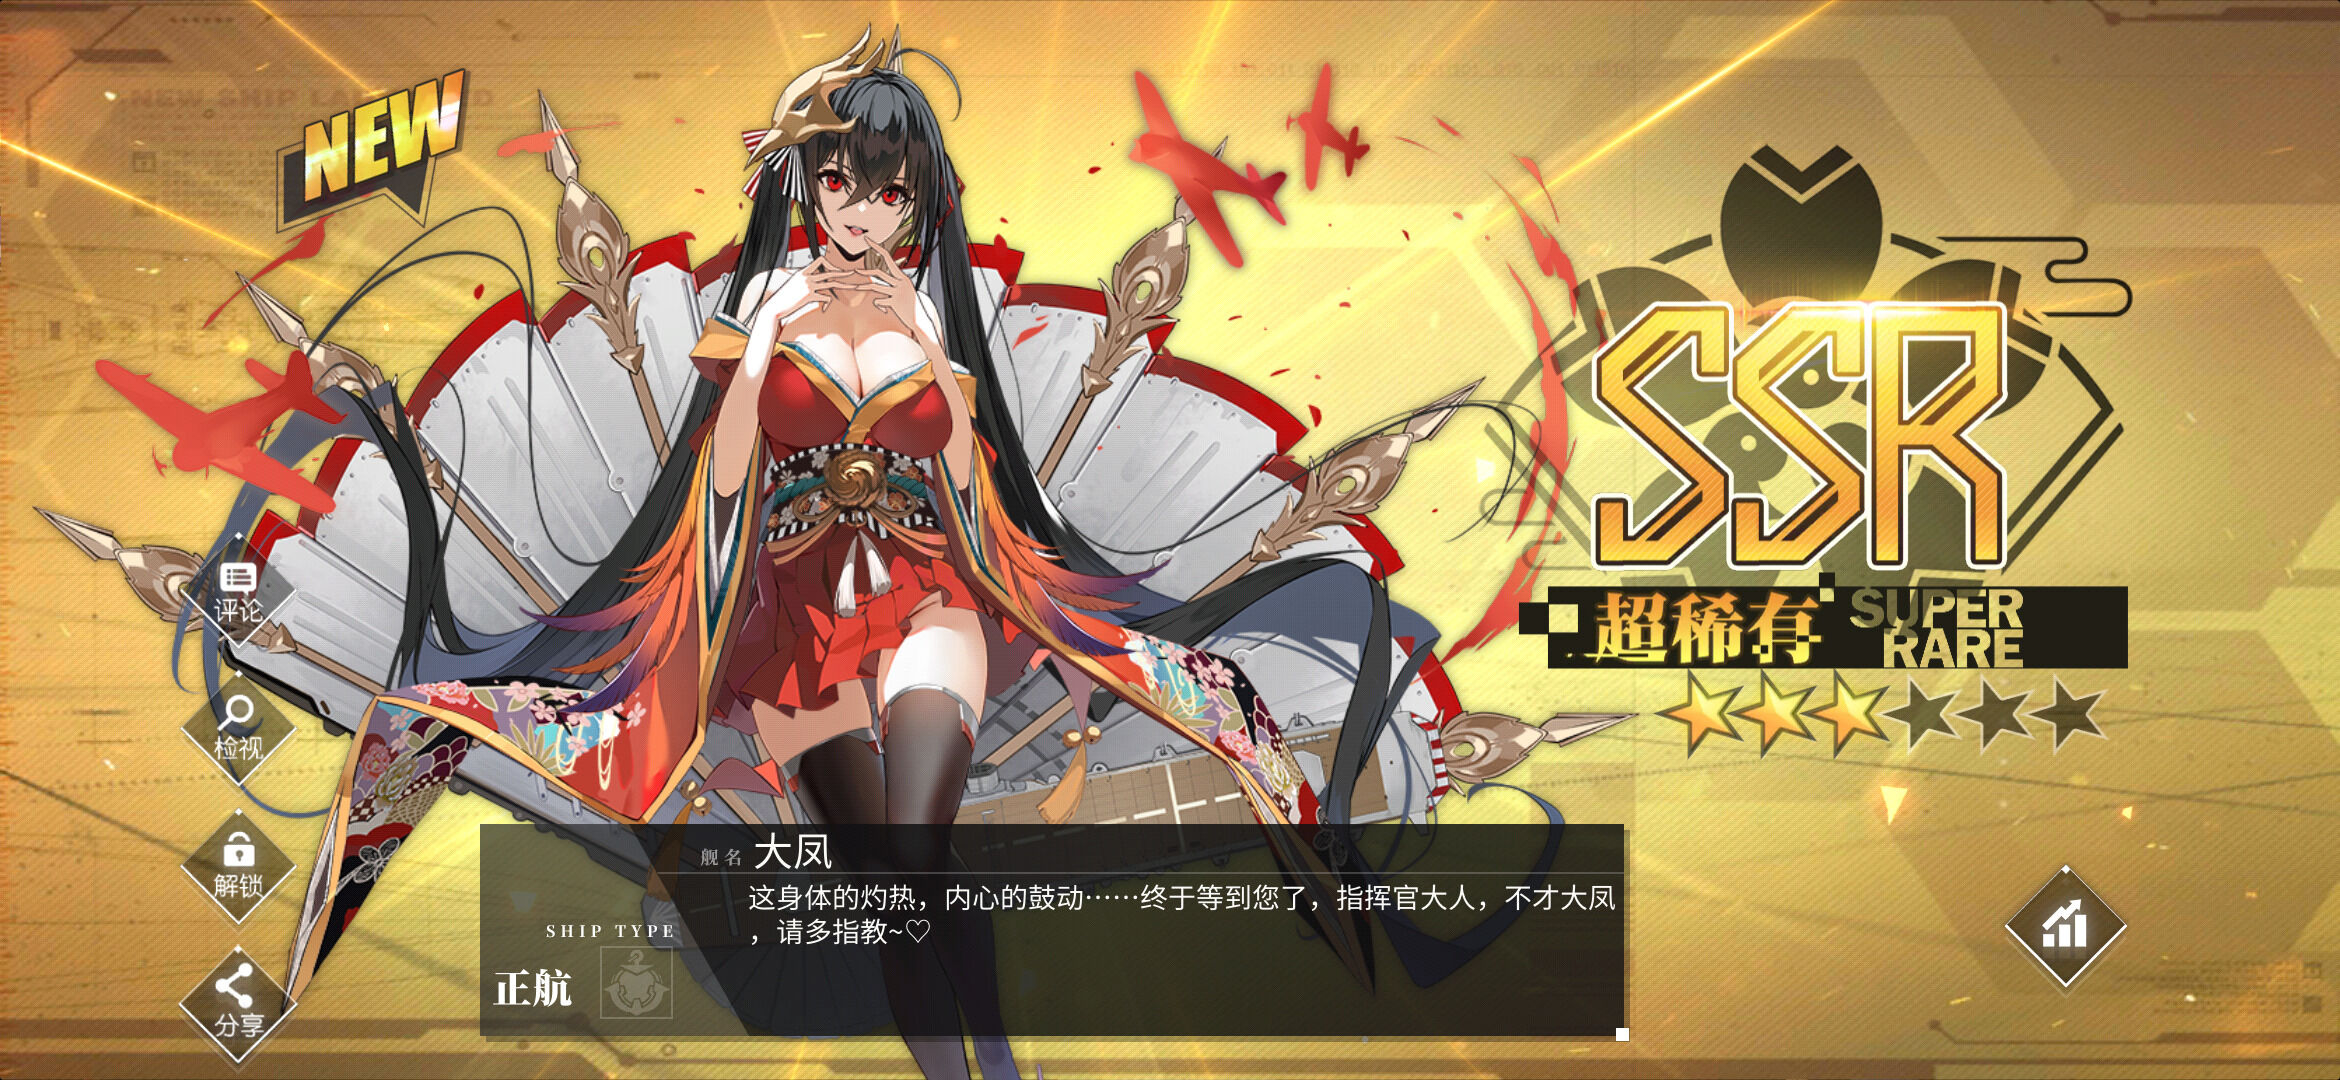 NEW
SSR
超稀有 SUPER RARE
评论
检视
解锁
分享
舰名 大凤
这身体的灼热，内心的鼓动……终于等到您了，指挥官大人，不才大凤
，请多指教~♡
SHIP TYPE
正航